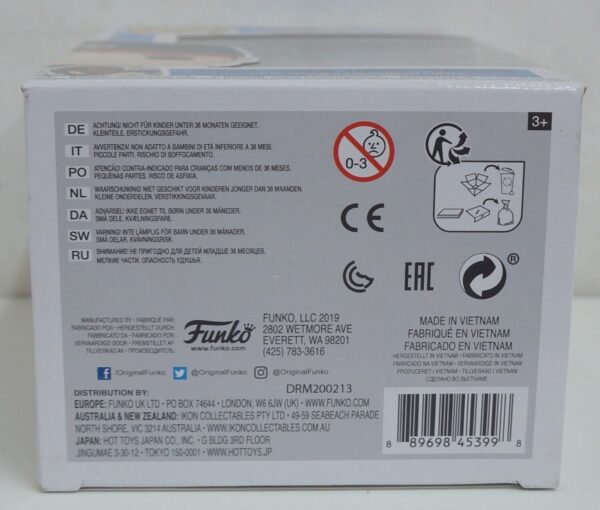 3+
DE ACHTUNG! NICHT FÜR KINDER UNTER 36 MONATEN GEEIGNET.
KLEINTEILE. ERSTICKUNGSGEFAHR.
IT AVVERTENZA! NON ADATTO A BAMBINI DI ETÀ INFERIORE A 36 MESI.
PICCOLE PARTI. RISCHIO DI SOFFOCAMENTO.
PO ATENÇÃO! CONTRA-INDICADO PARA CRIANÇAS COM MENOS DE 36 MESES.
PEQUENAS PARTES. RISCO DE ASFIXIA.
NL WAARSCHUWING! NIET GESCHIKT VOOR KINDEREN JONGER DAN 36 MAANDEN.
KLEINE ONDERDELEN. VERSTIKKINGSGEVAAR.
DA ADVARSEL! IKKE EGNET TIL BØRN UNDER 36 MÅNEDER.
SMÅ DELE. KVÆLNINGSFARE.
SW VARNING! INTE LÄMPLIG FÖR BARN UNDER 36 MÅNADER.
SMÅ DELAR. KVÄVNINGSRISK.
RU ВНИМАНИЕ! НЕ ПРИГОДНО ДЛЯ ДЕТЕЙ МЛАДШЕ 36 МЕСЯЦЕВ.
МЕЛКИЕ ЧАСТИ. ОПАСНОСТЬ УДУШЬЯ.
0-3
CE
EAC
®
MANUFACTURED BY • FABRIQUÉ PAR
FABRICADO POR • HERGESTELLT DURCH
FABBRICATO DA • FABRICADO POR
VERVAARDIGD DOOR • FREMSTILLET AF
TILLVERKAD AV • ПРОИЗВОДИТЕЛЬ
Funko
www.funko.com
FUNKO, LLC 2019
2802 WETMORE AVE
EVERETT, WA 98201
(425) 783-3616
MADE IN VIETNAM
FABRIQUÉ EN VIETNAM
FABRICADO EN VIETNAM
HERGESTELLT IN VIETNAM • FABBRICATO IN VIETNAM
FABRICADO NA VIETNAM • VERVAARDIGD IN VIETNAM
PRODUCERET I VIETNAM • TILLVERKAD I VIETNAM
СДЕЛАНО ВО ВЬЕТНАМЕ
/OriginalFunko @OriginalFunko @OriginalFunko
DRM200213
DISTRIBUTION BY:
EUROPE: FUNKO UK LTD • PO BOX 74644 • LONDON, W6 6JW (UK) • WWW.FUNKO.COM
AUSTRALIA & NEW ZEALAND: IKON COLLECTABLES PTY LTD • 49-59 SEABEACH PARADE
NORTH SHORE, VIC 3214 AUSTRALIA • WWW.IKONCOLLECTABLES.COM.AU
JAPAN: HOT TOYS JAPAN CO., INC. • G BLDG 3RD FLOOR
JINGUMAE 3-30-12 • TOKYO 150-0001 • WWW.HOTTOYS.JP
8 89698 45399 8